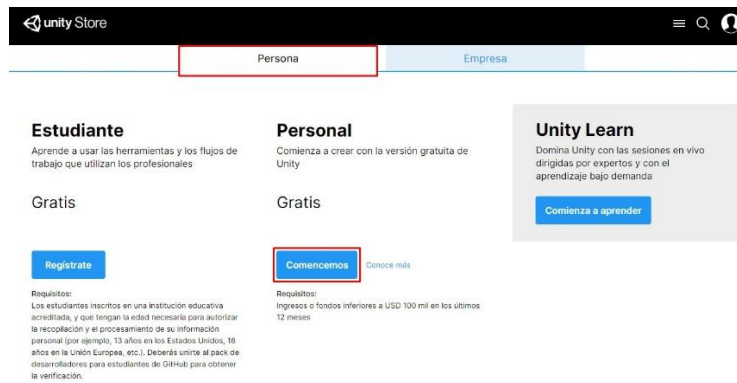 unity Store
Persona
Empresa
Estudiante
Aprende a usar las herramientas y los flujos de
trabajo que utilizan los profesionales
Gratis
Regístrate
Requisitos:
Los estudiantes inscritos en una institución educativa
acreditada, y que tengan la edad necesaria para autorizar
la recopilación y el procesamiento de su información
personal (por ejemplo, 13 años en los Estados Unidos, 16
años en la Unión Europea, etc.). Deberás unirte al pack de
desarrolladores para estudiantes de GitHub para obtener
la verificación.
Personal
Comienza a crear con la versión gratuita de
Unity
Gratis
Comencemos
Conoce más
Requisitos:
Ingresos o fondos inferiores a USD 100 mil en los últimos
12 meses
Unity Learn
Domina Unity con las sesiones en vivo
dirigidas por expertos y con el
aprendizaje bajo demanda
Comienza a aprender